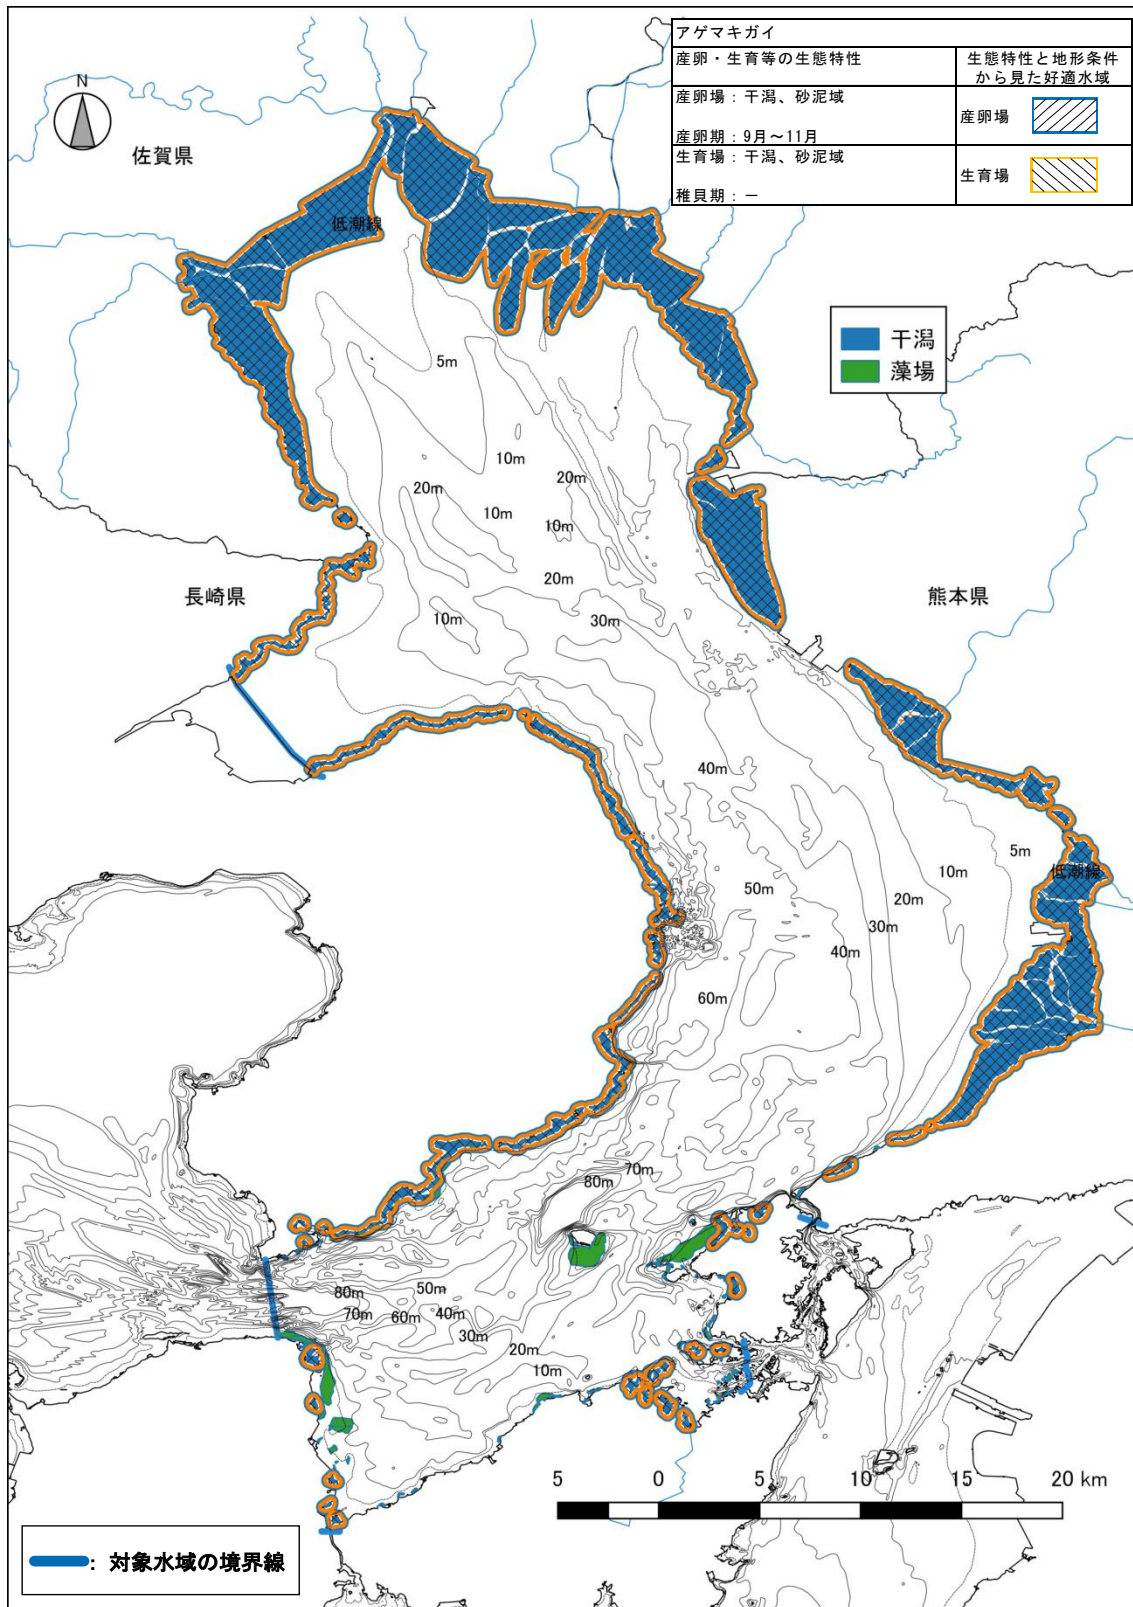 アゲマキガイ
産卵・生育等の生態特性
生態特性と地形条件
から見た好適水域
産卵場：干潟、砂泥域
産卵期：9月～11月
産卵場
生育場：干潟、砂泥域
稚貝期：－
生育場
N
佐賀県
低潮線
干潟
藻場
5m
10m
20m
20m
10m
10m
20m
長崎県
熊本県
10m
30m
40m
5m
低潮線
10m
50m
20m
30m
40m
60m
70m
80m
50m
80m
70m
60m
40m
30m
20m
10m
5
0
5
10
15
20 km
：対象水域の境界線